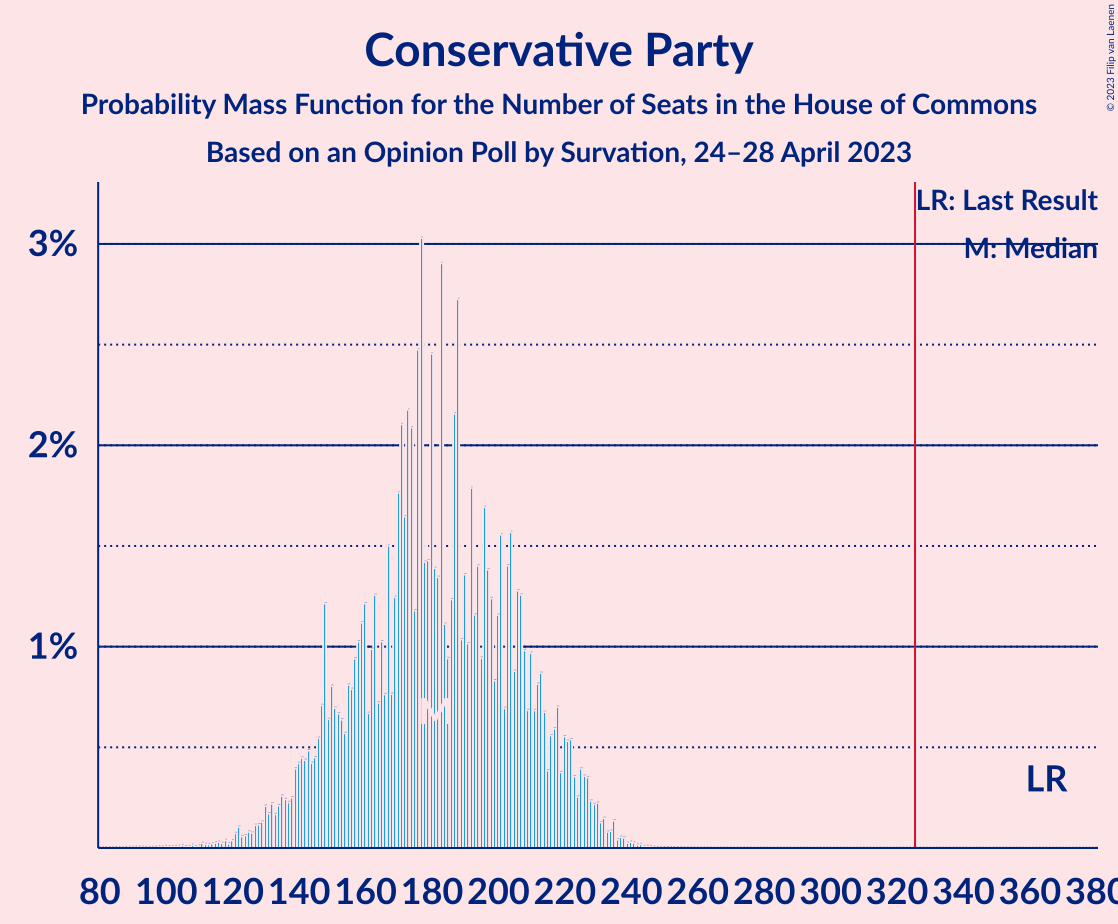 Conservative Party
Probability Mass Function for the Number of Seats in the House of Commons
Based on an Opinion Poll by Survation, 24–28 April 2023
© 2023 Filip van Laenen
LR: Last Result
M: Median
3%
2%
1%
M
LR
80 100 120 140 160 180 200 220 240 260 280 300 320 340 360 380